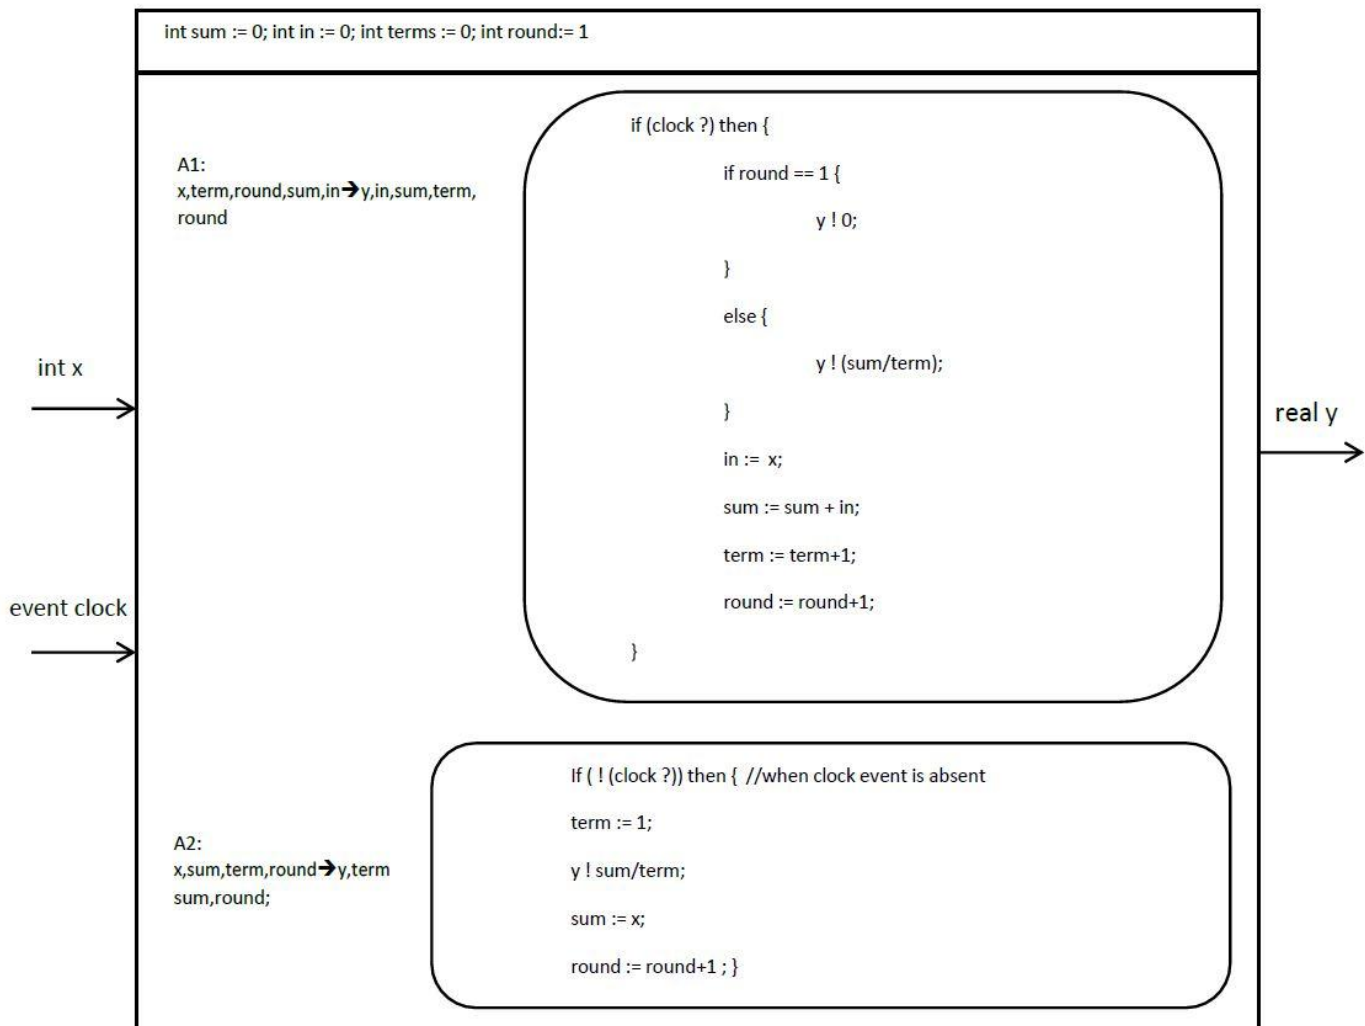 int sum := 0; int in := 0; int terms := 0; int round:= 1
A1:
x,term,round,sum,in➔y,in,sum,term,
round
if (clock ?) then {
if round == 1 {
y ! 0;
}
else {
y ! (sum/term);
}
in := x;
sum := sum + in;
term := term+1;
round := round+1;
}
int x
real y
event clock
A2:
x,sum,term,round➔y,term
sum,round;
If ( ! (clock ?)) then { //when clock event is absent
term := 1;
y ! sum/term;
sum := x;
round := round+1 ; }